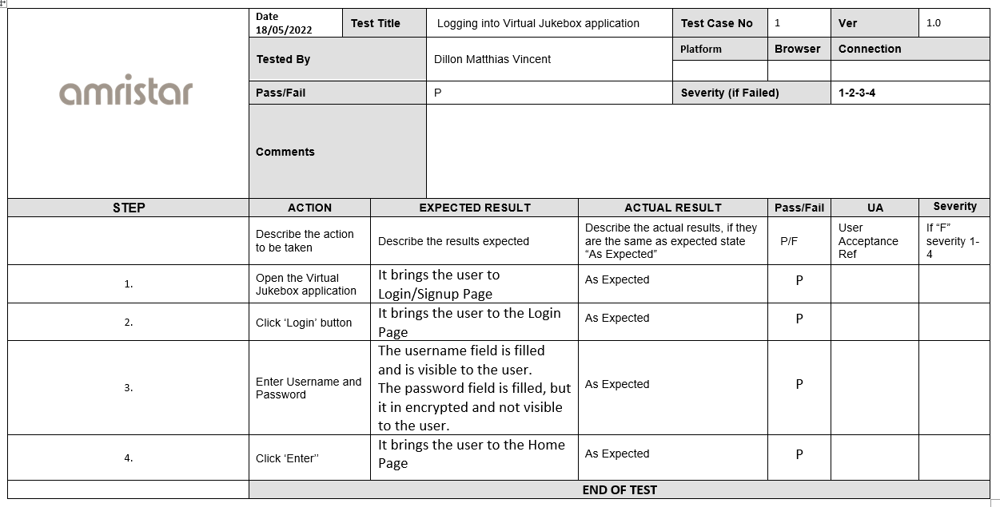 amristar
Date
18/05/2022
Test Title
Logging into Virtual Jukebox application
Test Case No
1
Ver
1.0
Tested By
Dillon Matthias Vincent
Platform
Browser
Connection
Pass/Fail
P
Severity (if Failed)
1-2-3-4
Comments
STEP
ACTION
EXPECTED RESULT
ACTUAL RESULT
Pass/Fail
UA
Severity
Describe the action
to be taken
Describe the results expected
Describe the actual results, if they
are the same as expected state
“As Expected”
P/F
User
Acceptance
Ref
If “F”
severity 1-
4
1.
Open the Virtual
Jukebox application
It brings the user to
Login/Signup Page
As Expected
P
2.
Click ‘Login’ button
It brings the user to the Login
Page
As Expected
P
3.
Enter Username and
Password
The username field is filled
and is visible to the user.
The password field is filled, but
it in encrypted and not visible
to the user.
As Expected
P
4.
Click ‘Enter’’
It brings the user to the Home
Page
As Expected
P
END OF TEST